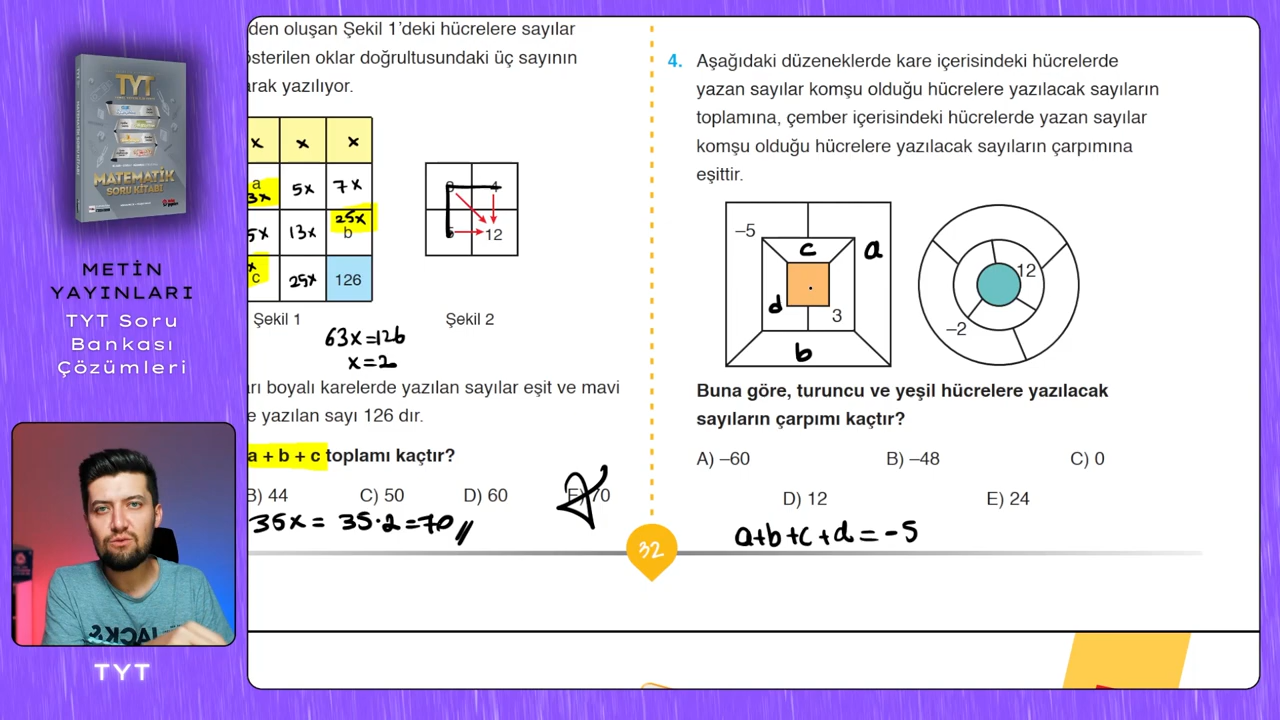 TYT
MATEMATİK
SORU KİTABI
METİN
YAYINLARI
TYT Soru
Bankası
Çözümleri
TYT
den oluşan Şekil 1'deki hücrelere sayılar
österilen oklar doğrultusundaki üç sayının
arak yazılıyor.
x x x
a 3x 5x 7x
5x 13x 25x b
x c 25x 126
Şekil 1
4
5 12
Şekil 2
63x=126
x=2
arı boyalı karelerde yazılan sayılar eşit ve mavi
e yazılan sayı 126 dır.
a + b + c toplamı kaçtır?
B) 44 C) 50 D) 60 E) 70
35x = 35.2=70
32
4. Aşağıdaki düzeneklerde kare içerisindeki hücrelerde
yazan sayılar komşu olduğu hücrelere yazılacak sayıların
toplamına, çember içerisindeki hücrelerde yazan sayılar
komşu olduğu hücrelere yazılacak sayıların çarpımına
eşittir.
-5 c a
d 3
b
12
-2
Buna göre, turuncu ve yeşil hücrelere yazılacak
sayıların çarpımı kaçtır?
A) –60 B) –48 C) 0
D) 12 E) 24
a+b+c+d=-5